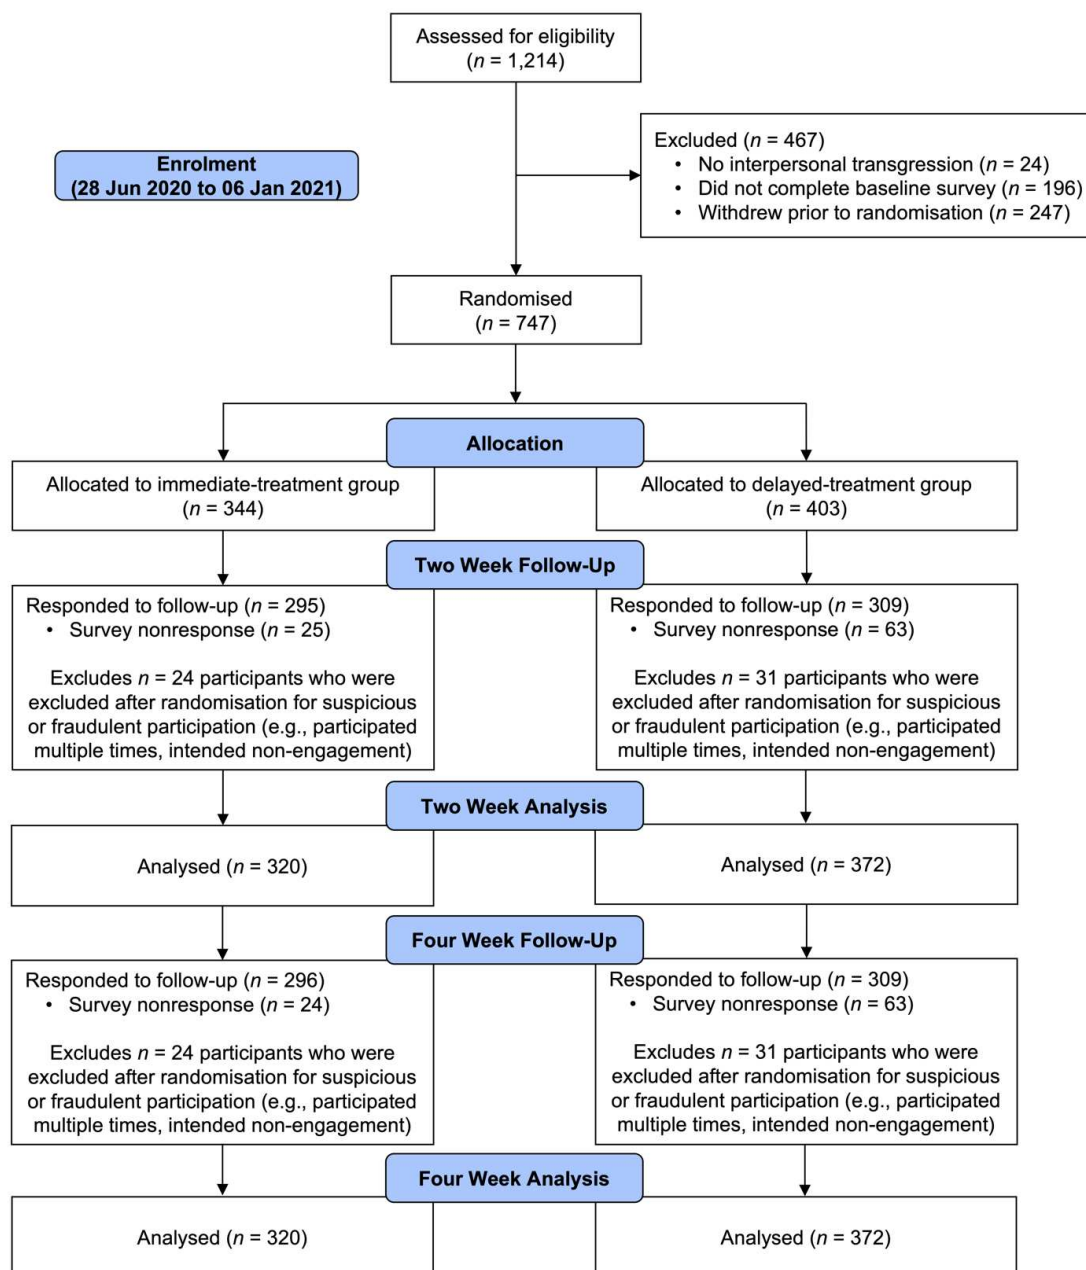 Assessed for eligibility
(n = 1,214)
Excluded (n = 467)
• No interpersonal transgression (n = 24)
• Did not complete baseline survey (n = 196)
• Withdrew prior to randomisation (n = 247)
Enrolment
(28 Jun 2020 to 06 Jan 2021)
Randomised
(n = 747)
Allocation
Allocated to immediate-treatment group
(n = 344)
Allocated to delayed-treatment group
(n = 403)
Two Week Follow-Up
Responded to follow-up (n = 295)
• Survey nonresponse (n = 25)
Excludes n = 24 participants who were
excluded after randomisation for suspicious
or fraudulent participation (e.g., participated
multiple times, intended non-engagement)
Responded to follow-up (n = 309)
• Survey nonresponse (n = 63)
Excludes n = 31 participants who were
excluded after randomisation for suspicious
or fraudulent participation (e.g., participated
multiple times, intended non-engagement)
Two Week Analysis
Analysed (n = 320)
Analysed (n = 372)
Four Week Follow-Up
Responded to follow-up (n = 296)
• Survey nonresponse (n = 24)
Excludes n = 24 participants who were
excluded after randomisation for suspicious
or fraudulent participation (e.g., participated
multiple times, intended non-engagement)
Responded to follow-up (n = 309)
• Survey nonresponse (n = 63)
Excludes n = 31 participants who were
excluded after randomisation for suspicious
or fraudulent participation (e.g., participated
multiple times, intended non-engagement)
Four Week Analysis
Analysed (n = 320)
Analysed (n = 372)